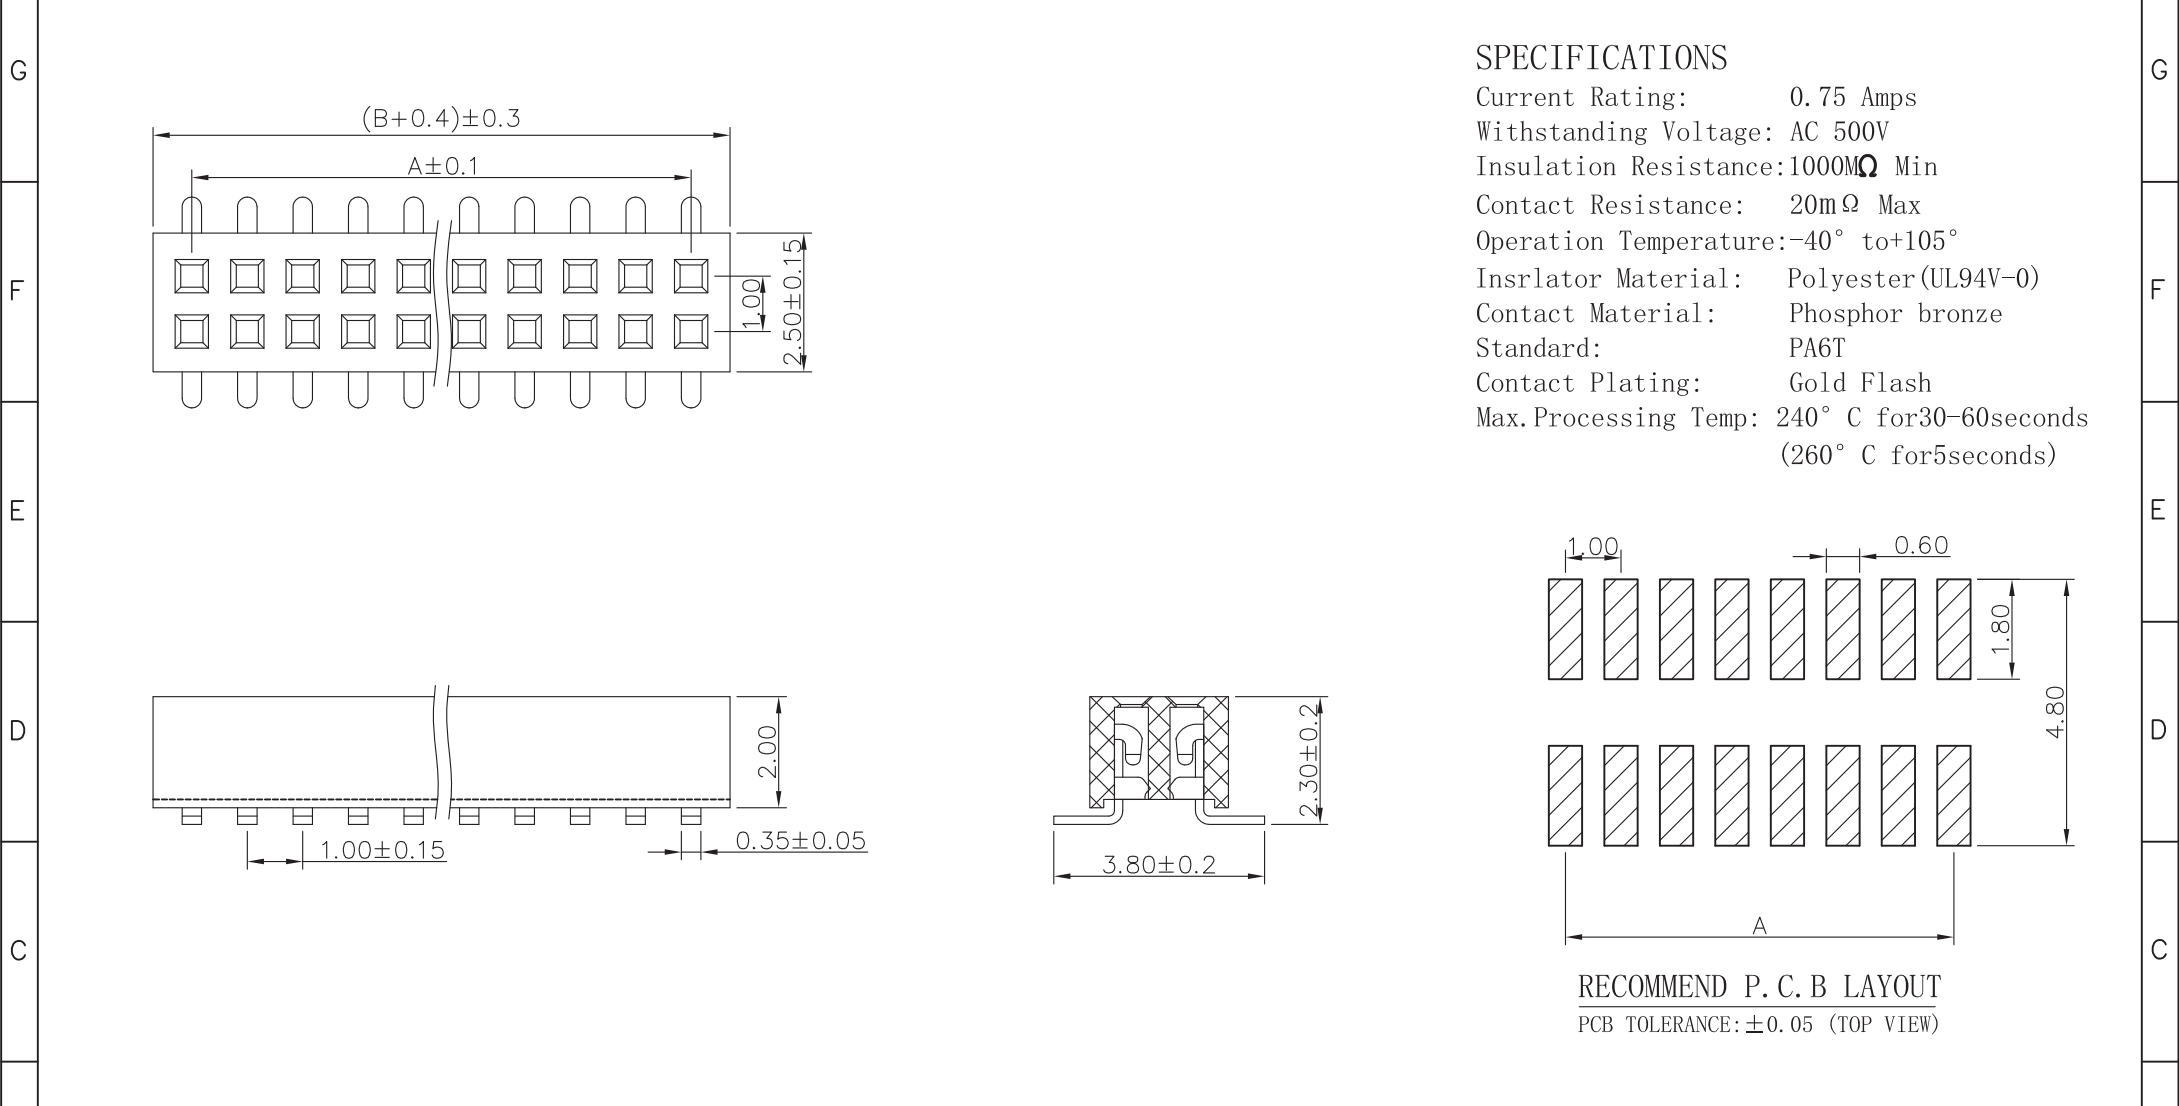 G
G
(B+0.4)±0.3
A±0.1
1.00
2.50±0.15
SPECIFICATIONS
Current Rating: 0.75 Amps
Withstanding Voltage: AC 500V
Insulation Resistance:1000MΩ Min
Contact Resistance: 20mΩ Max
Operation Temperature:-40° to+105°
Insrlator Material: Polyester(UL94V-0)
Contact Material: Phosphor bronze
Standard: PA6T
Contact Plating: Gold Flash
Max.Processing Temp: 240° C for30-60seconds
(260° C for5seconds)
F
F
E
E
1.00
0.60
1.80
4.80
A
D
D
2.00
1.00±0.15
0.35±0.05
2.30±0.2
3.80±0.2
C
C
RECOMMEND P.C.B LAYOUT
PCB TOLERANCE:±0.05 (TOP VIEW)